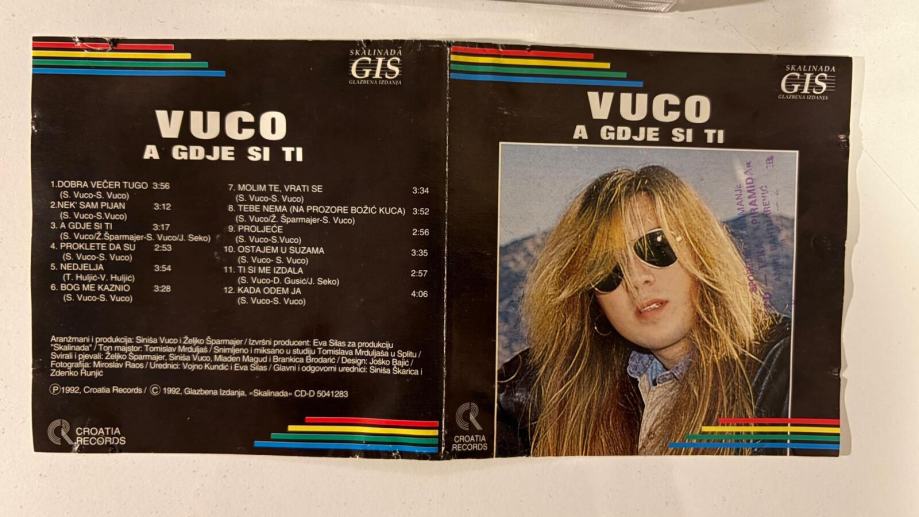 SKALINADA
GIS
GLAZBENA IZDANJA
VUCO
A GDJE SI TI
1.DOBRA VEČER TUGO 3:56
(S. Vuco-S. Vuco)
2.NEK' SAM PIJAN 3:12
(S. Vuco-S.Vuco)
3. A GDJE SI TI 3:17
(S. Vuco/Ž.Šparmajer-S. Vuco/J. Seko)
4. PROKLETE DA SU 2:53
(S. Vuco-S. Vuco)
5. NEDJELJA 3:54
(T. Huljić-V. Huljić)
6. BOG ME KAZNIO 3:28
(S. Vuco-S. Vuco)
7. MOLIM TE, VRATI SE 3:34
(S. Vuco-S. Vuco)
8. TEBE NEMA (NA PROZORE BOŽIĆ KUCA) 3:52
(S. Vuco/Ž. Šparmajer-S. Vuco)
9. PROLJEĆE 2:56
(S. Vuco-S.Vuco)
10. OSTAJEM U SUZAMA 3:35
(S. Vuco- S. Vuco)
11. TI SI ME IZDALA 2:57
(S. Vuco-D. Gusić/J. Seko)
12. KADA ODEM JA 4:06
(S. Vuco-S. Vuco)
Aranžmani i produkcija: Siniša Vuco i Željko Šparmajer / Izvršni producent: Eva Silas za produkciju
"Skalinada" / Ton majstor: Tomislav Mrduljaš / Snimljeno i miksano u studiju Tomislava Mrduljaša u Splitu /
Svirali i pjevali: Željko Šparmajer, Siniša Vuco, Mladen Magud i Brankica Brodarić / Design: Joško Bajić /
Fotografija: Miroslav Raos / Urednici: Vojno Kundić i Eva Silas / Glavni i odgovorni urednici: Siniša Škarica i
Zdenko Runjić
Ⓟ1992, Croatia Records / Ⓒ 1992, Glazbena Izdanja, »Skalinada« CD-D 5041283
CROATIA
RECORDS
SKALINADA
GIS
GLAZBENA IZDANJA
VUCO
A GDJE SI TI
PIRAMIDA
CROATIA
RECORDS